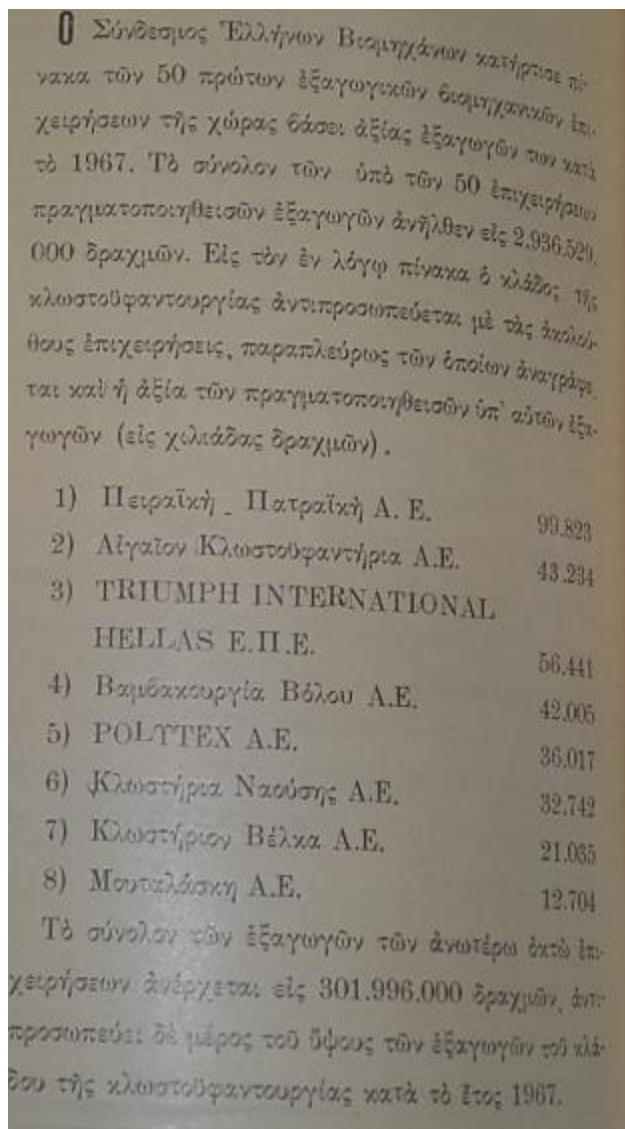 Ὁ Σύνδεσμος Ἑλλήνων Βιομηχάνων κατήρτισε πί-
νακα τῶν 50 πρώτων ἐξαγωγικῶν βιομηχανικῶν ἐπι-
χειρήσεων τῆς χώρας βάσει ἀξίας ἐξαγωγῶν των κατὰ
τὸ 1967. Τὸ σύνολον τῶν ὑπὸ τῶν 50 ἐπιχειρήσεων
πραγματοποιηθεισῶν ἐξαγωγῶν ἀνῆλθεν εἰς 2.936.529.
000 δραχμῶν. Εἰς τὸν ἐν λόγῳ πίνακα ὁ κλάδος τῆς
κλωστοϋφαντουργίας ἀντιπροσωπεύεται μὲ τὰς ἀκολού-
θους ἐπιχειρήσεις, παραπλεύρως τῶν ὁποίων ἀναγράφε-
ται καὶ ἡ ἀξία τῶν πραγματοποιηθεισῶν ὑπ' αὐτῶν ἐξα-
γωγῶν (εἰς χιλιάδας δραχμῶν).
1) Πειραϊκὴ - Πατραϊκὴ Α. Ε. 99.823
2) Αἰγαῖον Κλωστοϋφαντήρια Α.Ε. 43.234
3) TRIUMPH INTERNATIONAL
HELLAS Ε.Π.Ε. 56.441
4) Βαμβακουργία Βόλου Α.Ε. 42.005
5) POLYTEX Α.Ε. 36.017
6) Κλωστήρια Ναούσης Α.Ε. 32.742
7) Κλωστήριον Βέλκα Α.Ε. 21.035
8) Μουταλάσκη Α.Ε. 12.704
Τὸ σύνολον τῶν ἐξαγωγῶν τῶν ἀνωτέρω ὀκτὼ ἐπι-
χειρήσεων ἀνέρχεται εἰς 301.996.000 δραχμῶν, ἀντι-
προσωπεύει δὲ μέρος τοῦ ὕψους τῶν ἐξαγωγῶν τοῦ κλά-
δου τῆς κλωστοϋφαντουργίας κατὰ τὸ ἔτος 1967.